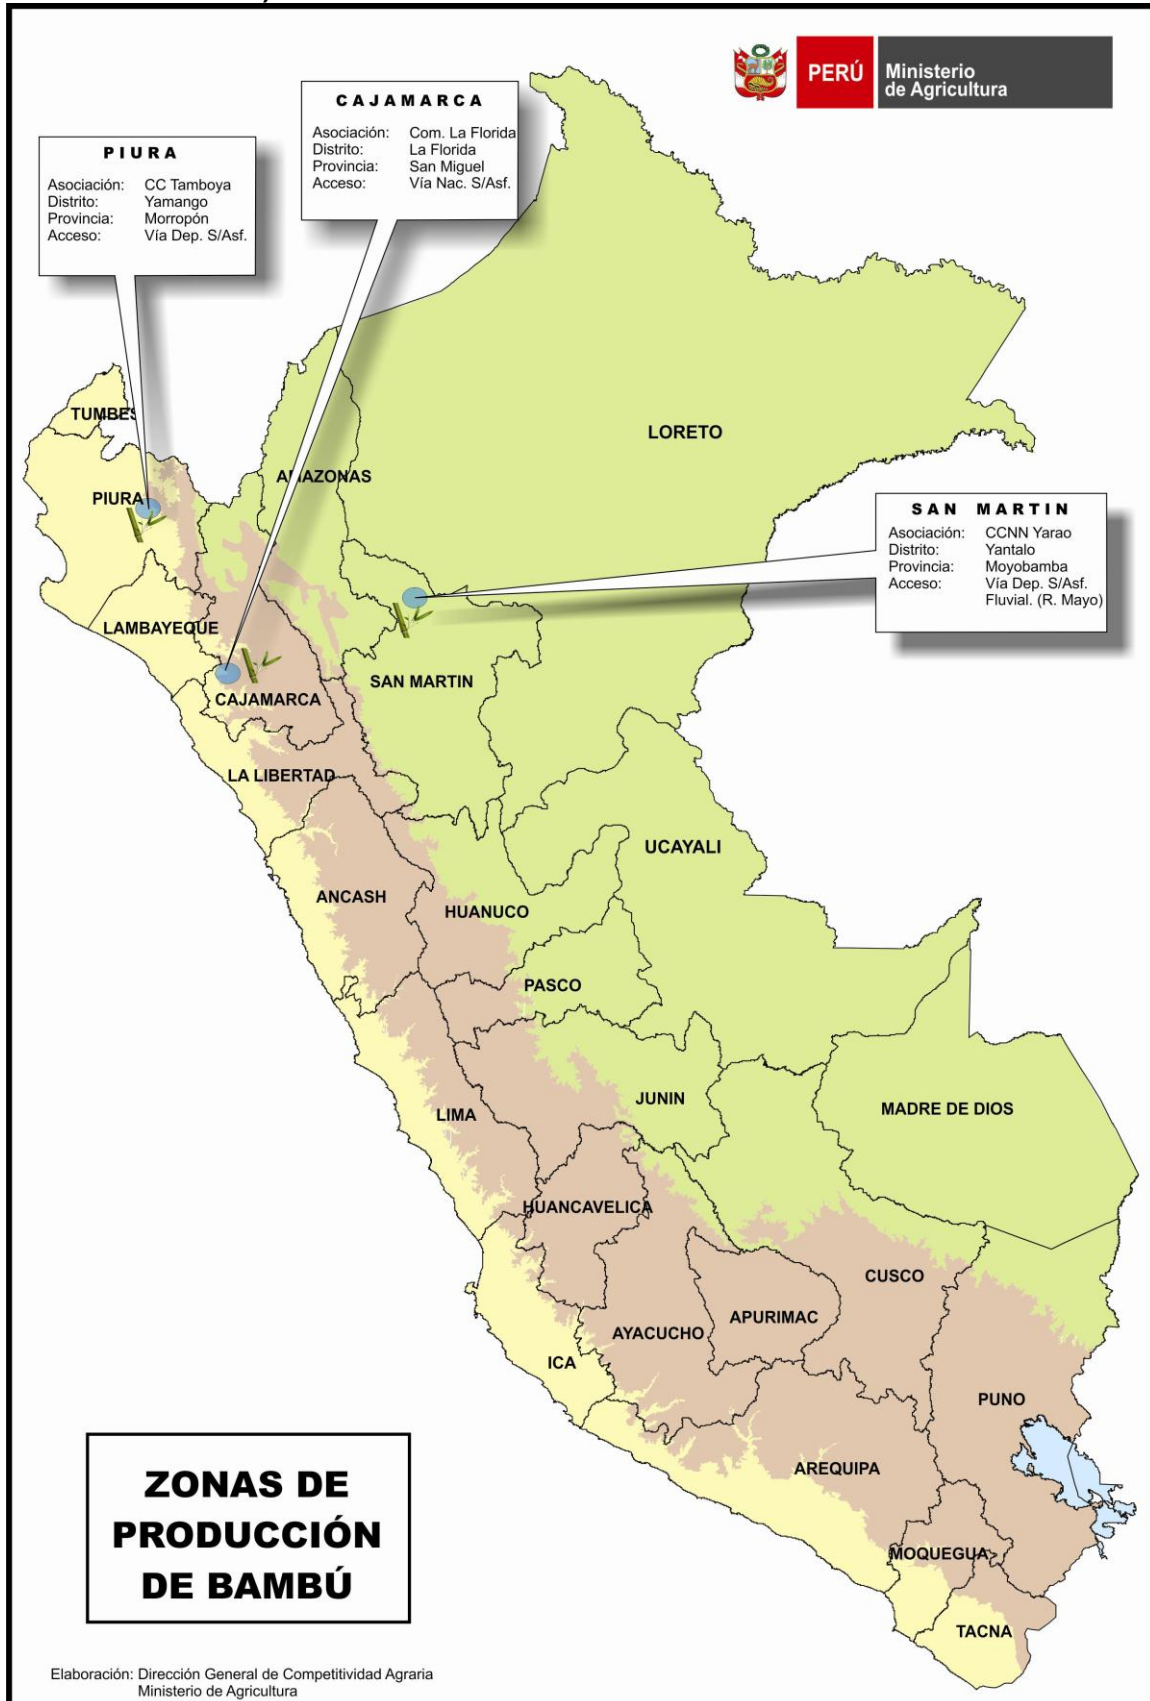 PERÚ
Ministerio
de Agricultura
CAJAMARCA
Asociación: Com. La Florida
Distrito: La Florida
Provincia: San Miguel
Acceso: Vía Nac. S/Asf.
PIURA
Asociación: CC Tamboya
Distrito: Yamango
Provincia: Morropón
Acceso: Vía Dep. S/Asf.
TUMBES
LORETO
AMAZONAS
PIURA
SAN MARTIN
Asociación: CCNN Yarao
Distrito: Yantalo
Provincia: Moyobamba
Acceso: Vía Dep. S/Asf.
Fluvial. (R. Mayo)
LAMBAYEQUE
SAN MARTIN
CAJAMARCA
LA LIBERTAD
UCAYALI
ANCASH
HUANUCO
PASCO
JUNIN
MADRE DE DIOS
LIMA
HUANCAVELICA
CUSCO
APURIMAC
AYACUCHO
ICA
PUNO
AREQUIPA
MOQUEGUA
TACNA
ZONAS DE
PRODUCCIÓN
DE BAMBÚ
Elaboración: Dirección General de Competitividad Agraria
Ministerio de Agricultura